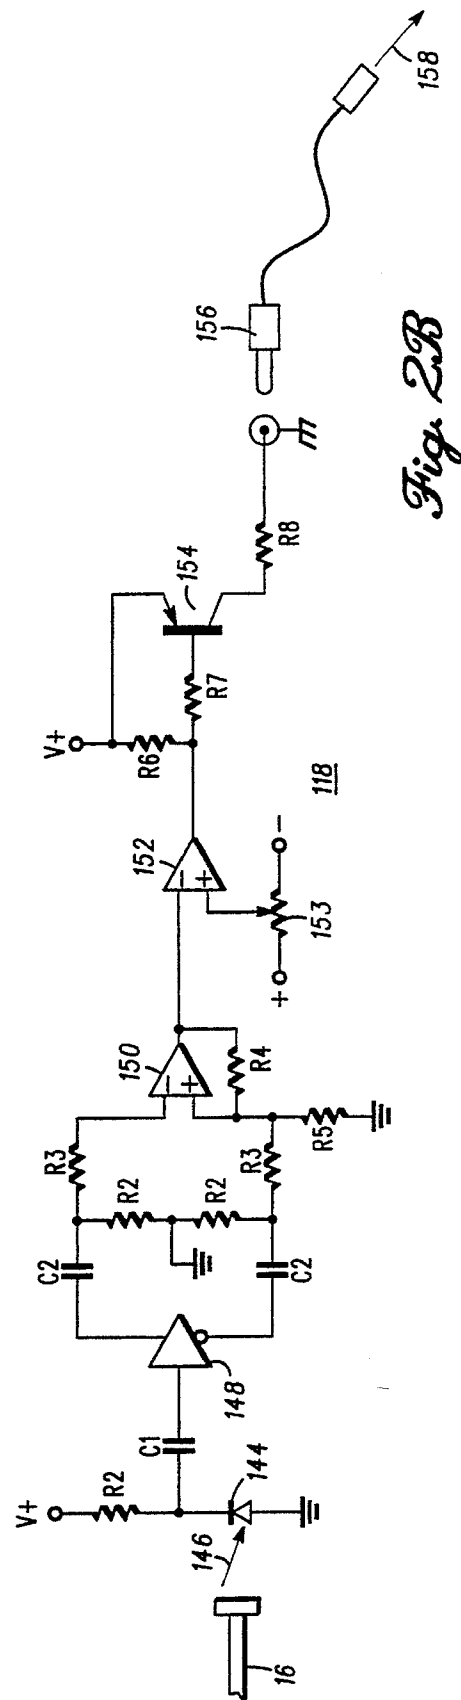 16
146
144
V+
R2
C1
148
C2
C2
R2
R2
R3
R3
R5
150
−
+
R4
152
−
+
+
−
153
118
V+
R6
R7
154
R8
156
158
Fig. 2B